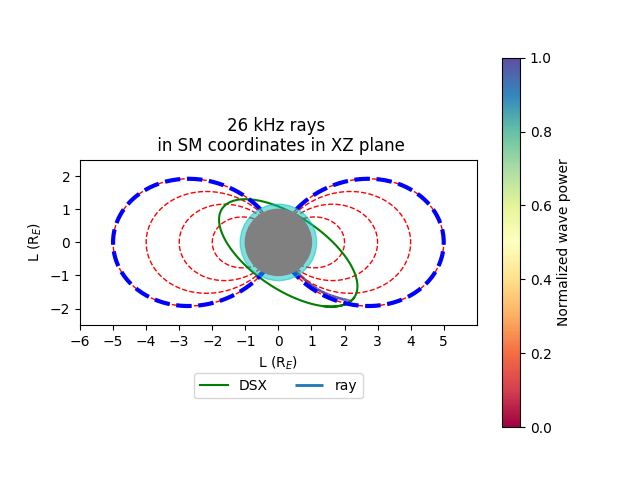 26 kHz rays
in SM coordinates in XZ plane
L (R_E)
2
1
0
−1
−2
−6 −5 −4 −3 −2 −1 0 1 2 3 4 5
L (R_E)
DSX ray
1.0
0.8
0.6
0.4
0.2
0.0
Normalized wave power